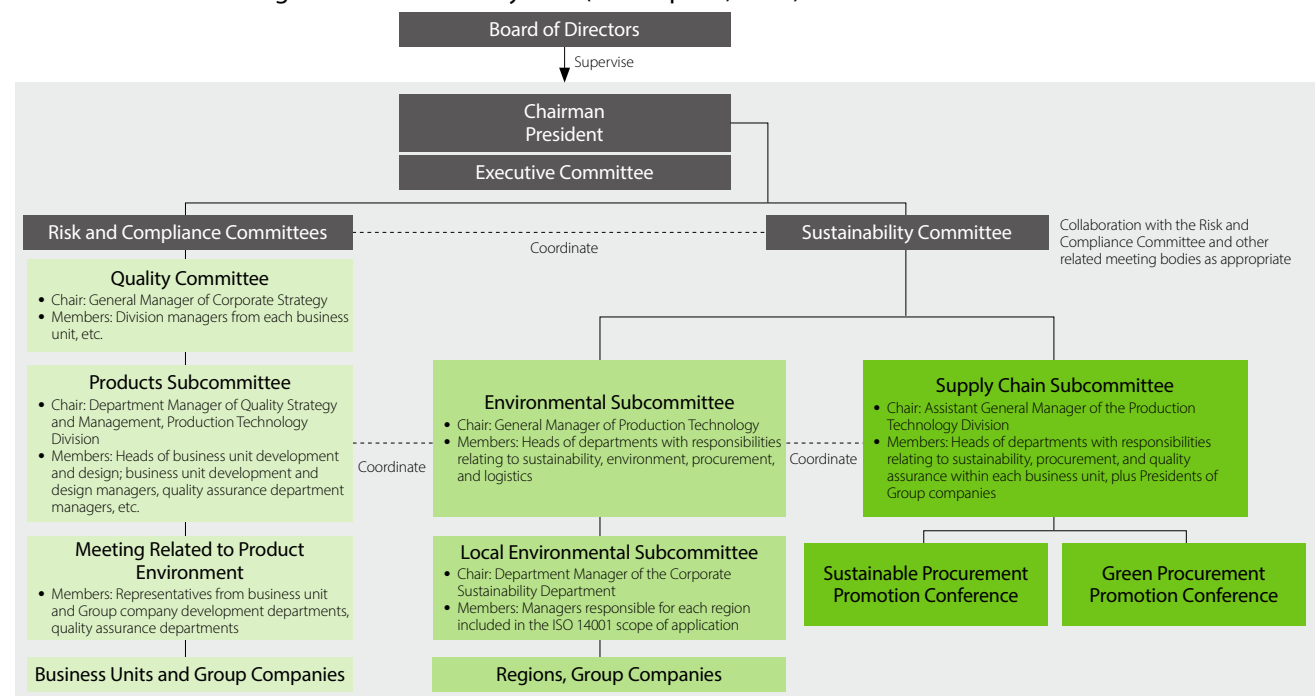 Board of Directors
Supervise
Chairman
President
Executive Committee
Risk and Compliance Committees
Coordinate
Sustainability Committee
Collaboration with the Risk and
Compliance Committee and other
related meeting bodies as appropriate
Quality Committee
• Chair: General Manager of Corporate Strategy
• Members: Division managers from each business
unit, etc.
Products Subcommittee
• Chair: Department Manager of Quality Strategy
and Management, Production Technology
Division
• Members: Heads of business unit development
and design; business unit development and
design managers, quality assurance department
managers, etc.
Coordinate
Environmental Subcommittee
• Chair: General Manager of Production Technology
• Members: Heads of departments with responsibilities
relating to sustainability, environment, procurement,
and logistics
Coordinate
Supply Chain Subcommittee
• Chair: Assistant General Manager of the Production
Technology Division
• Members: Heads of departments with responsibilities
relating to sustainability, procurement, and quality
assurance within each business unit, plus Presidents of
Group companies
Meeting Related to Product
Environment
• Members: Representatives from business unit
and Group company development departments,
quality assurance departments
Local Environmental Subcommittee
• Chair: Department Manager of the Corporate
Sustainability Department
• Members: Managers responsible for each region
included in the ISO 14001 scope of application
Sustainable Procurement
Promotion Conference
Green Procurement
Promotion Conference
Business Units and Group Companies
Regions, Group Companies